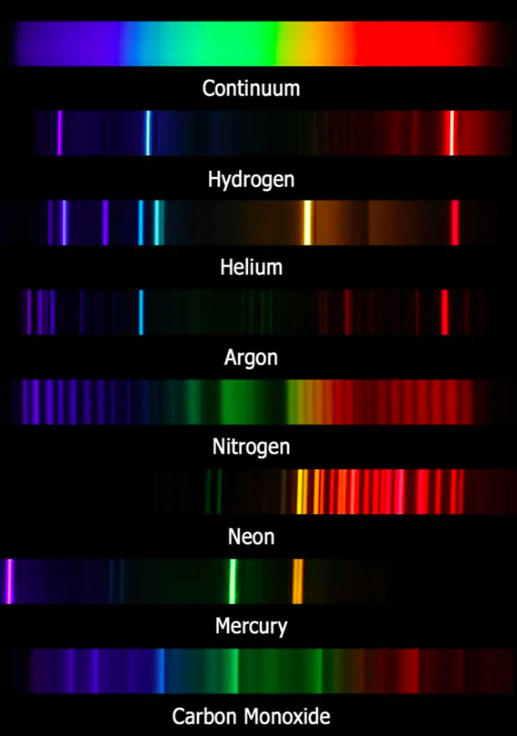 Continuum
Hydrogen
Helium
Argon
Nitrogen
Neon
Mercury
Carbon Monoxide